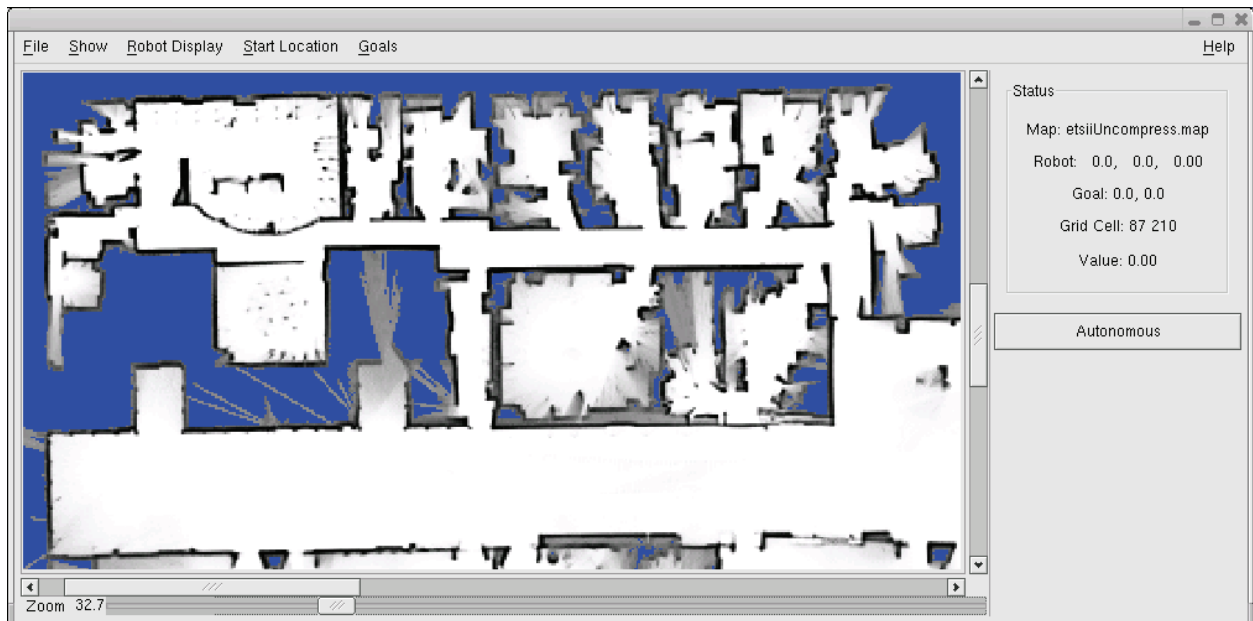 File Show Robot Display Start Location Goals Help
Status
Map: etsiiUncompress.map
Robot: 0.0, 0.0, 0.00
Goal: 0.0, 0.0
Grid Cell: 87 210
Value: 0.00
Autonomous
Zoom 32.7